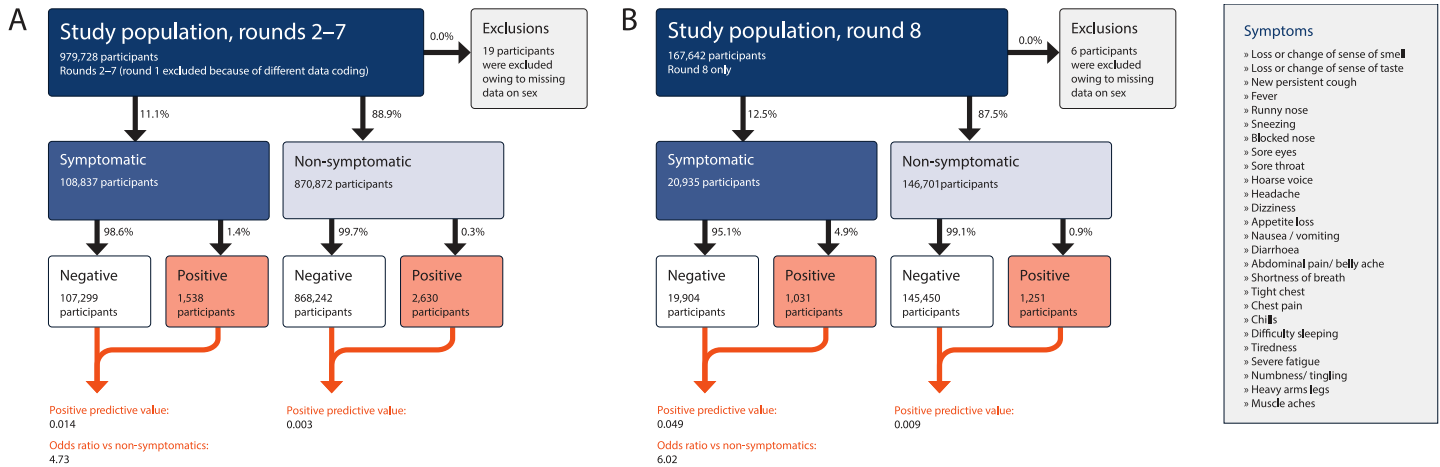 A
Study population, rounds 2–7
979,728 participants
Rounds 2–7 (round 1 excluded because of different data coding)
0.0%
Exclusions
19 participants
were excluded
owing to missing
data on sex
11.1%
88.9%
Symptomatic
108,837 participants
Non-symptomatic
870,872 participants
98.6%
1.4%
99.7%
0.3%
Negative
107,299
participants
Positive
1,538
participants
Negative
868,242
participants
Positive
2,630
participants
Positive predictive value:
0.014
Positive predictive value:
0.003
Odds ratio vs non-symptomatics:
4.73
B
Study population, round 8
167,642 participants
Round 8 only
0.0%
Exclusions
6 participants
were excluded
owing to missing
data on sex
12.5%
87.5%
Symptomatic
20,935 participants
Non-symptomatic
146,701participants
95.1%
4.9%
99.1%
0.9%
Negative
19,904
participants
Positive
1,031
participants
Negative
145,450
participants
Positive
1,251
participants
Positive predictive value:
0.049
Positive predictive value:
0.009
Odds ratio vs non-symptomatics:
6.02
Symptoms
» Loss or change of sense of smell
» Loss or change of sense of taste
» New persistent cough
» Fever
» Runny nose
» Sneezing
» Blocked nose
» Sore eyes
» Sore throat
» Hoarse voice
» Headache
» Dizziness
» Appetite loss
» Nausea / vomiting
» Diarrhoea
» Abdominal pain/ belly ache
» Shortness of breath
» Tight chest
» Chest pain
» Chills
» Difficulty sleeping
» Tiredness
» Severe fatigue
» Numbness/ tingling
» Heavy arms legs
» Muscle aches